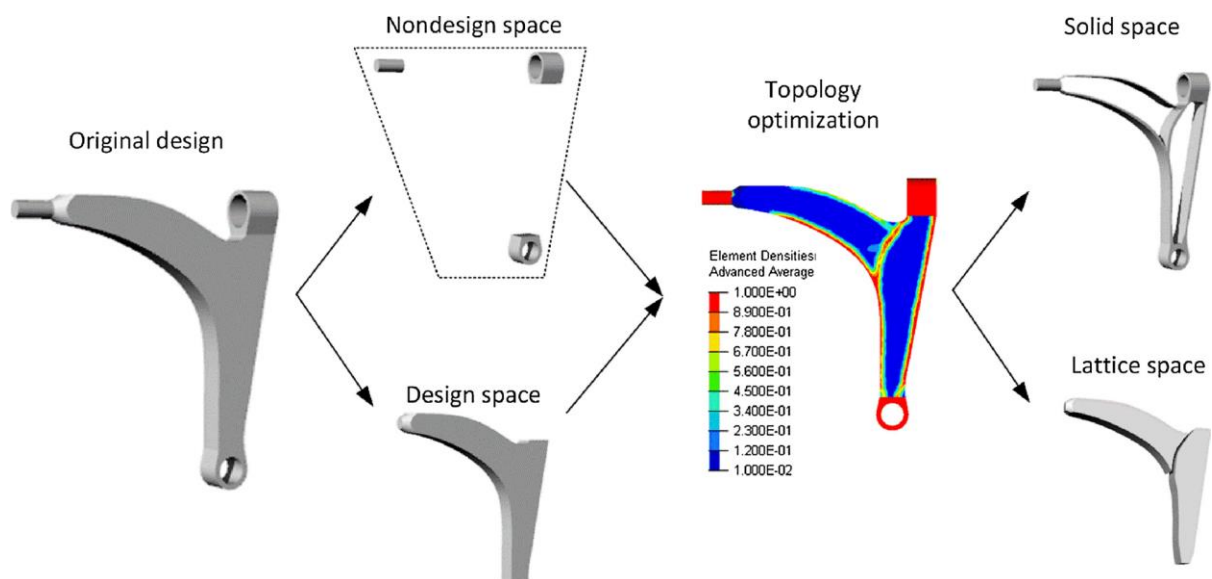 Nondesign space
Solid space
Topology
optimization
Original design
Element Densities
Advanced Average
1.000E+00
8.900E-01
7.800E-01
6.700E-01
5.600E-01
4.500E-01
3.400E-01
2.300E-01
1.200E-01
1.000E-02
Design space
Lattice space